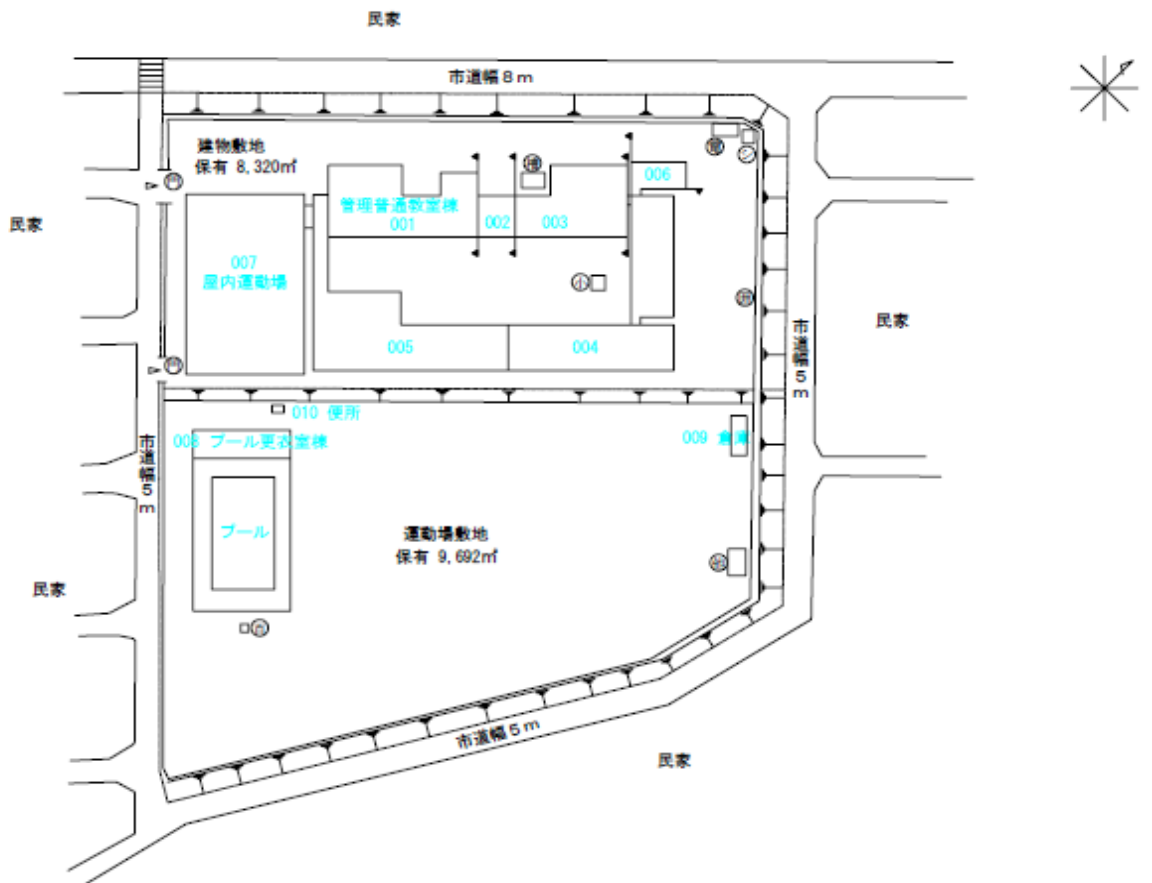 民家
市道幅8m
建物敷地
保有 8,320㎡
006
管理普通教室棟
001
002
003
民家
007
屋内運動場
小
民家
005
004
市道幅5m
010 便所
009 倉庫
008 プール更衣室棟
市道幅5m
プール
運動場敷地
保有 9,692㎡
民家
市道幅5m
民家